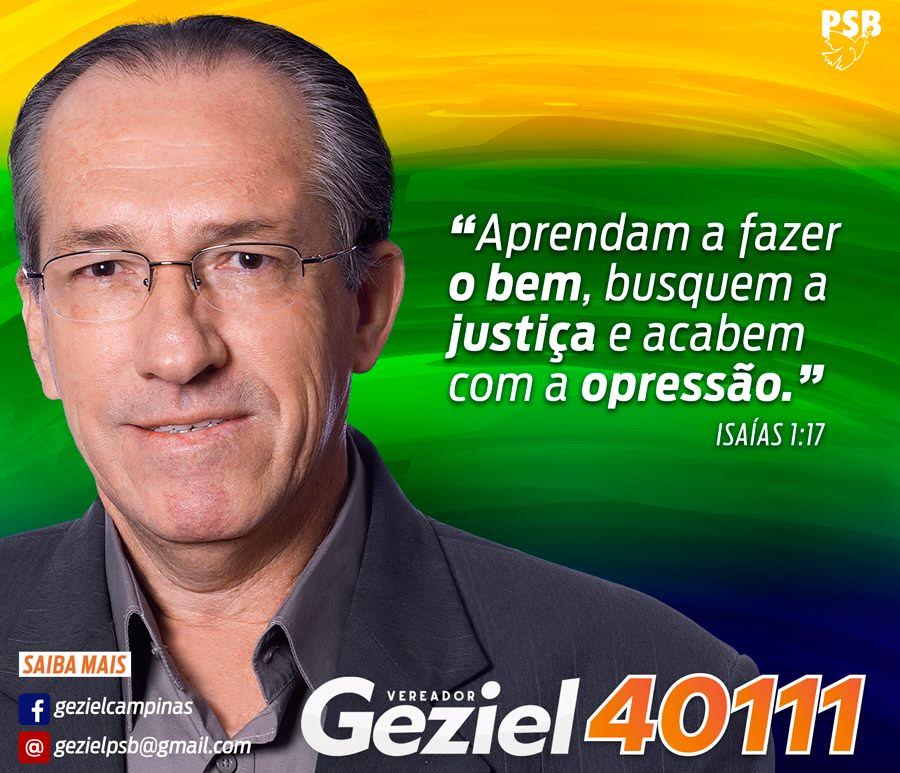 PSB
“Aprendam a fazer
o bem, busquem a
justiça e acabem
com a opressão.”
ISAÍAS 1:17
SAIBA MAIS
f gezielcampinas
@ gezielpsb@gmail.com
VEREADOR
Geziel 40111